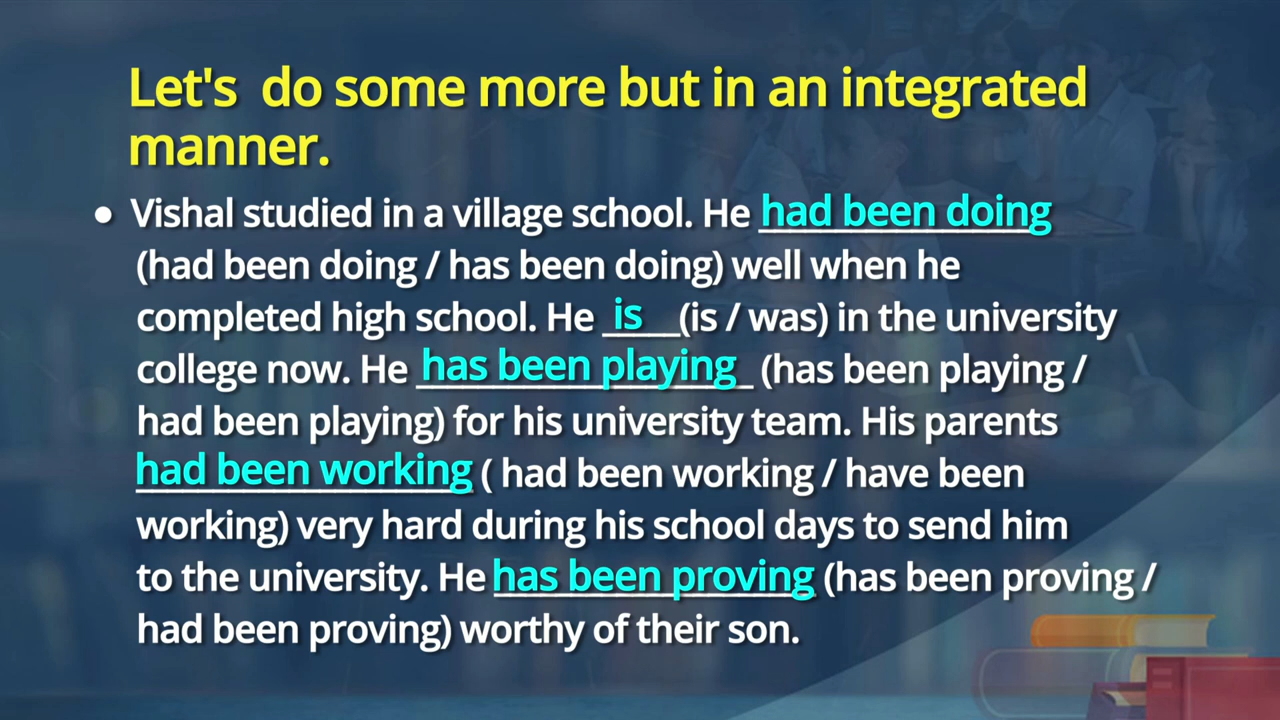 Let's do some more but in an integrated
manner.
● Vishal studied in a village school. He had been doing
(had been doing / has been doing) well when he
completed high school. He is (is / was) in the university
college now. He has been playing (has been playing /
had been playing) for his university team. His parents
had been working ( had been working / have been
working) very hard during his school days to send him
to the university. He has been proving (has been proving /
had been proving) worthy of their son.